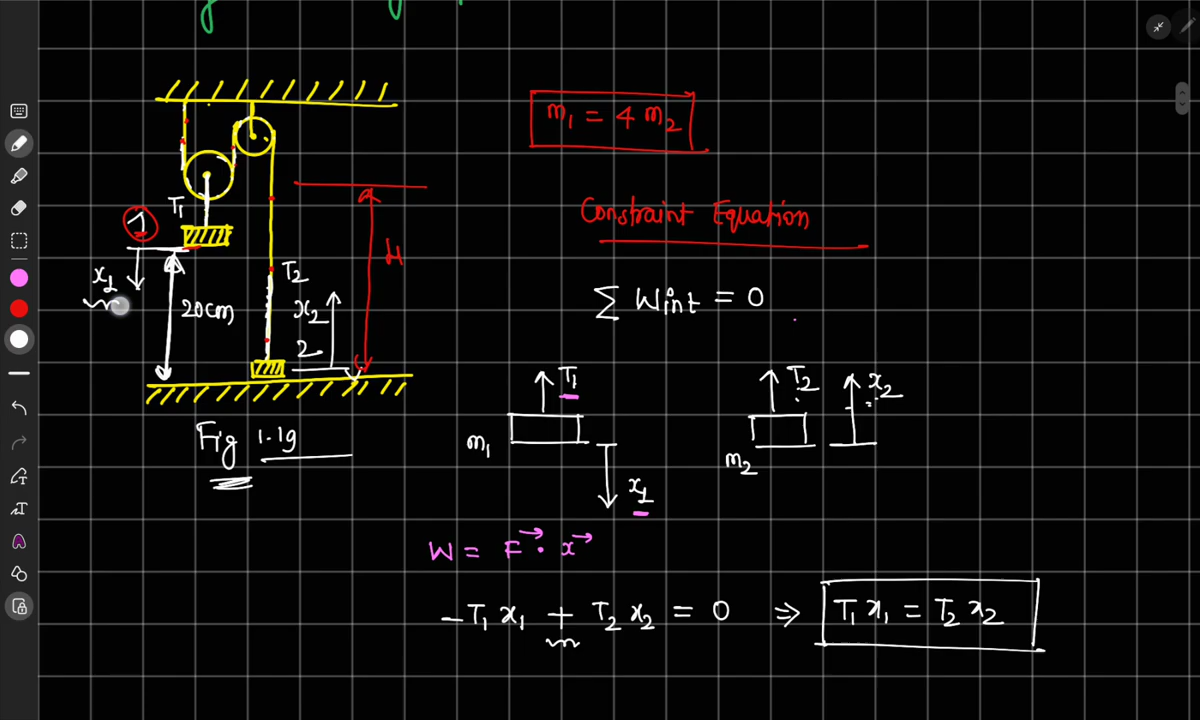 m₁ = 4 m₂
Constraint Equation
Σ Wint = 0
1
T₁
x₁
20cm
T₂
x₂
2
H
Fig 1.19
T₁
m₁
x₁
T₂
x₂
m₂
W = F⃗ · x⃗
-T₁ x₁ + T₂ x₂ = 0 ⇒ T₁ x₁ = T₂ x₂